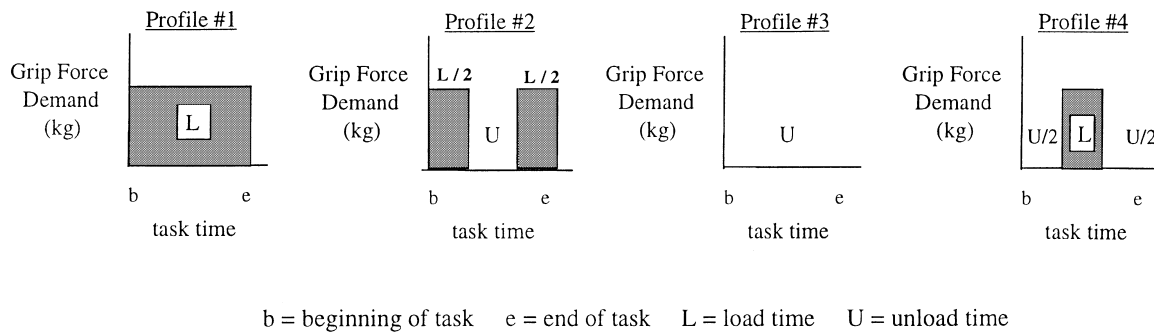 Profile #1
Grip Force
Demand
(kg)
L
b e
task time
Profile #2
Grip Force
Demand
(kg)
L / 2 L / 2
U
b e
task time
Profile #3
Grip Force
Demand
(kg)
U
b e
task time
Profile #4
Grip Force
Demand
(kg)
U/2 L U/2
b e
task time
b = beginning of task e = end of task L = load time U = unload time